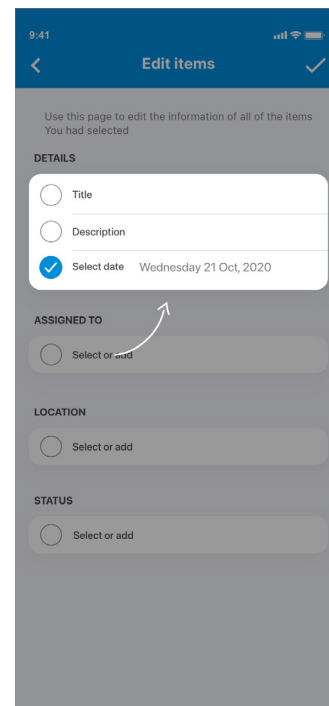 9:41
Edit items
Use this page to edit the information of all of the items
You had selected
DETAILS
Title
Description
Select date Wednesday 21 Oct, 2020
ASSIGNED TO
Select or add
LOCATION
Select or add
STATUS
Select or add